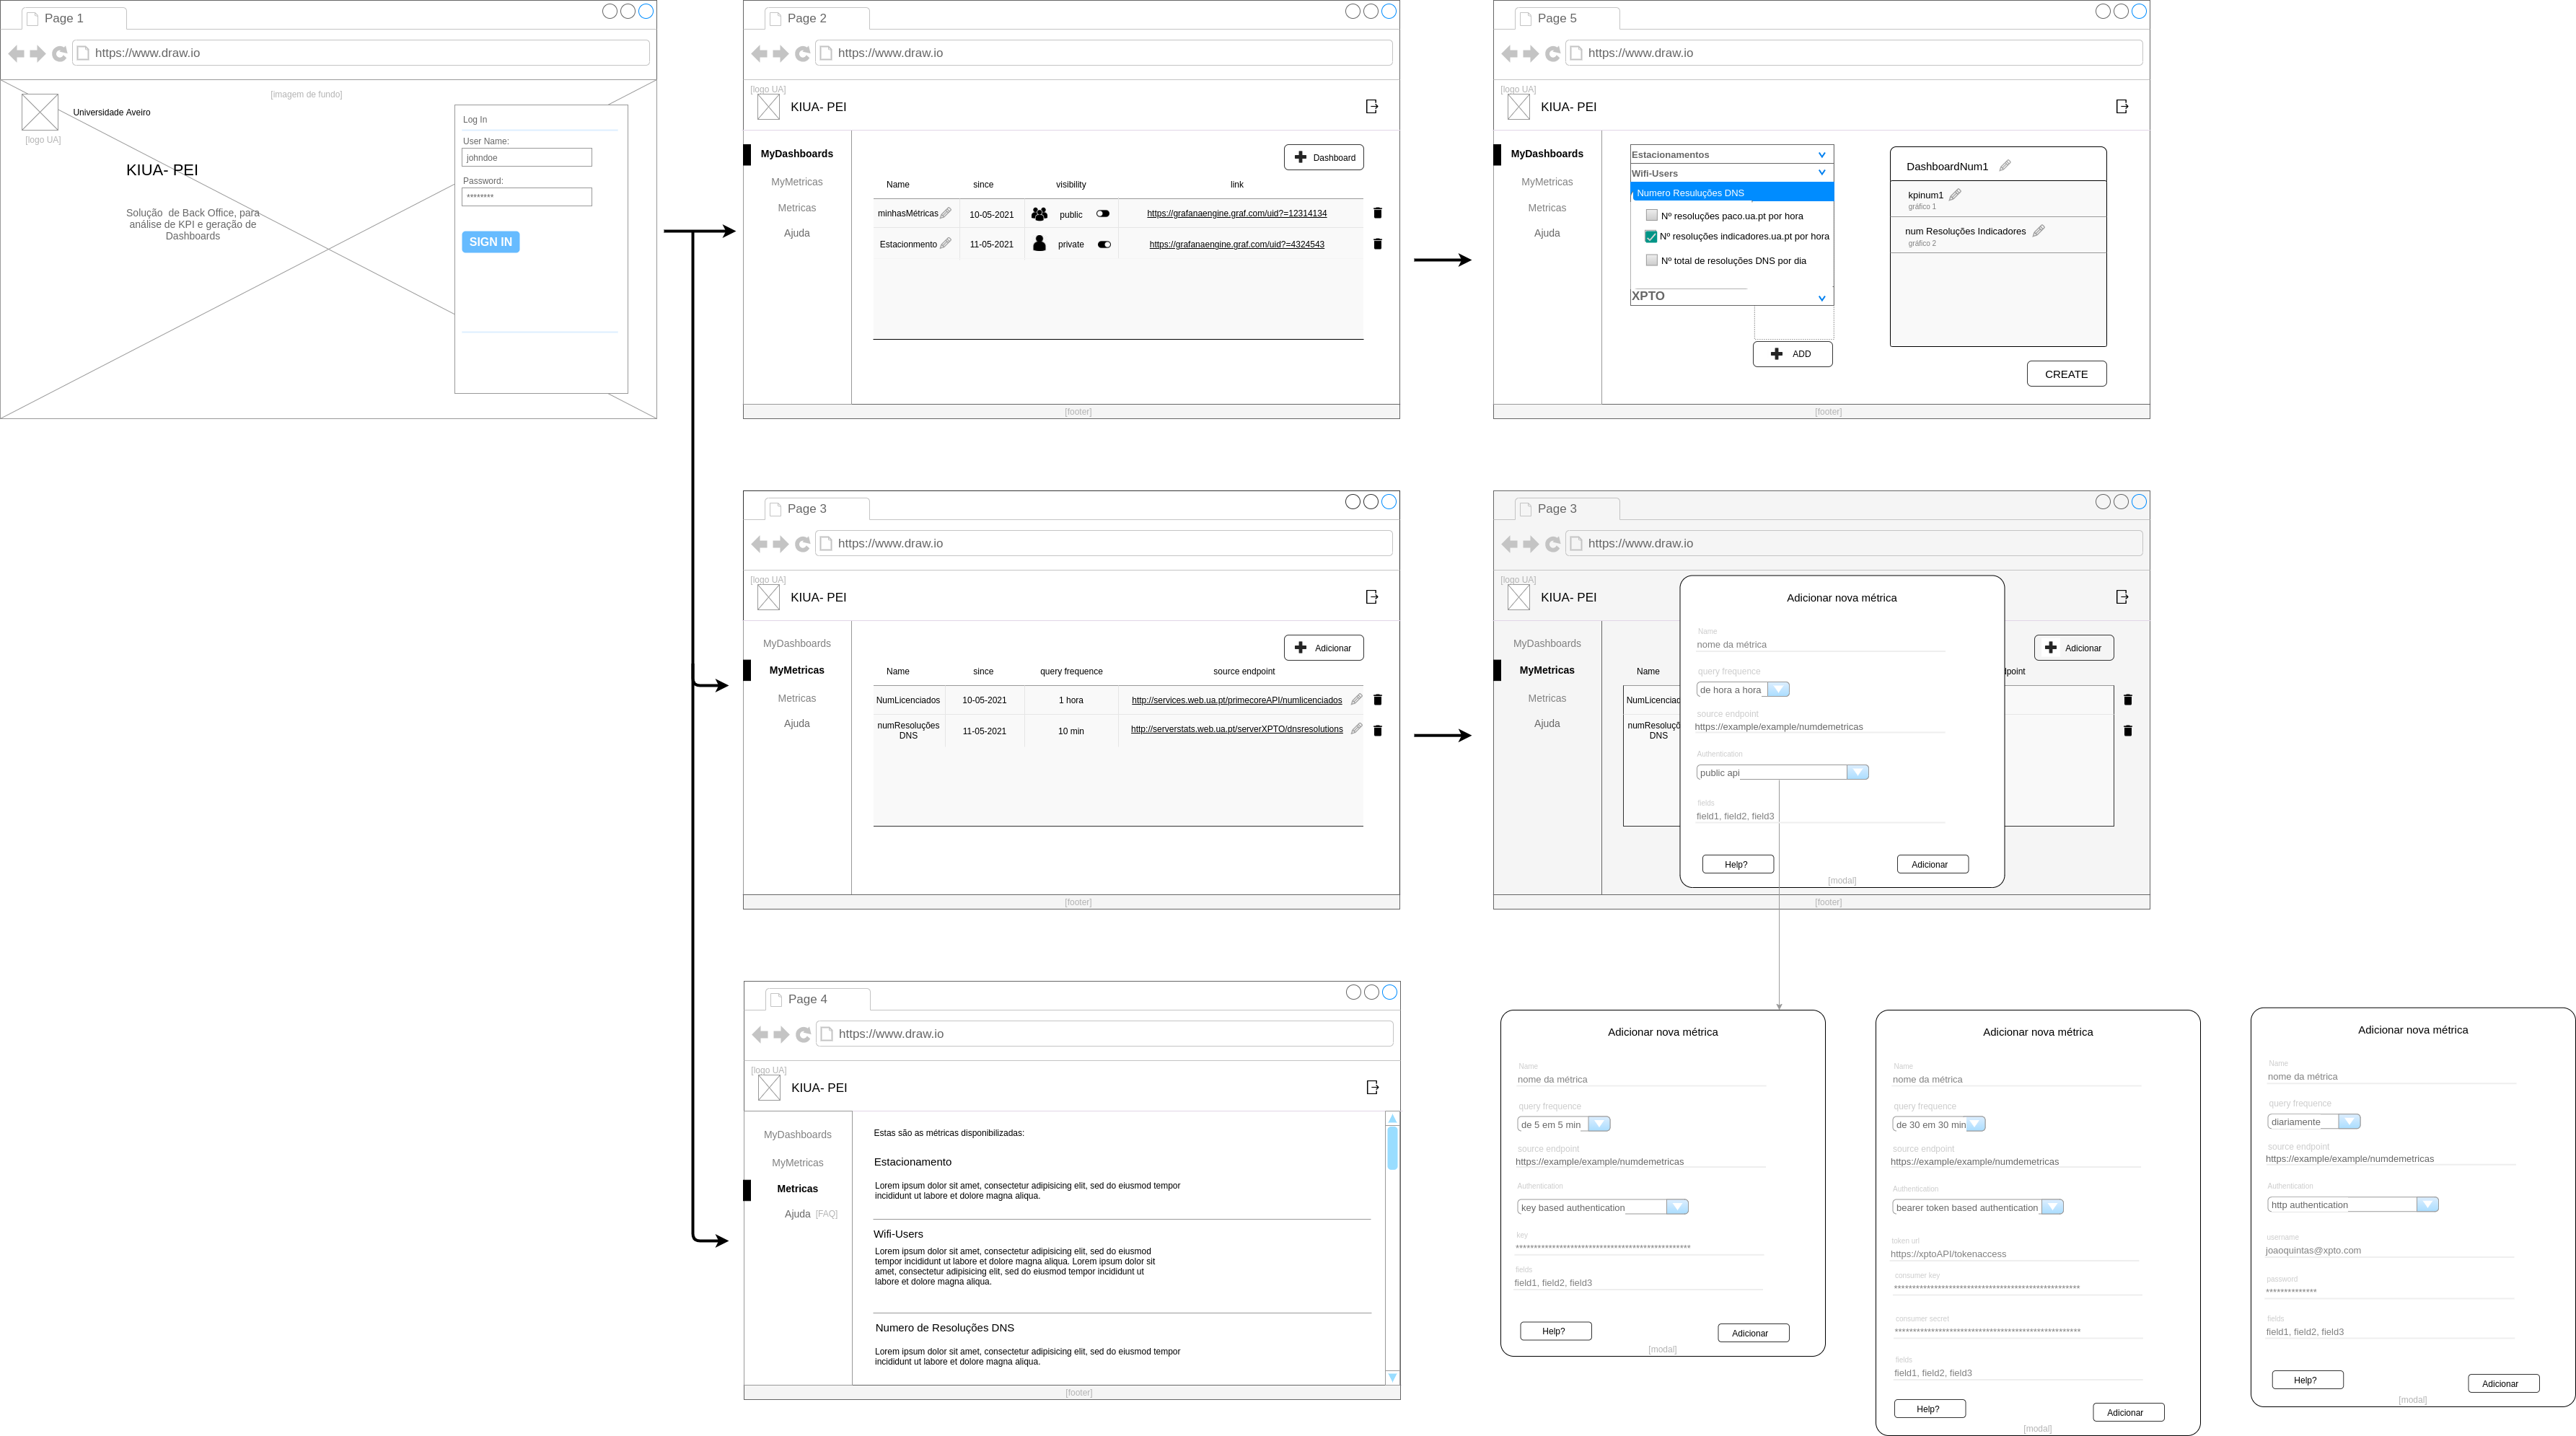 Page 1
https://www.draw.io
[imagem de fundo]
Universidade Aveiro
[logo UA]
KIUA- PEI
Solução de Back Office, para
análise de KPI e geração de
Dashboards
Log In
User Name:
johndoe
Password:
********
SIGN IN
Page 2
https://www.draw.io
[logo UA]
KIUA- PEI
MyDashboards
MyMetricas
Metricas
Ajuda
Dashboard
Name since visibility link
minhasMétricas 10-05-2021 public https://grafanaengine.graf.com/uid?=12314134
Estacionmento 11-05-2021 private https://grafanaengine.graf.com/uid?=4324543
[footer]
Page 5
https://www.draw.io
[logo UA]
KIUA- PEI
MyDashboards
MyMetricas
Metricas
Ajuda
Estacionamentos
Wifi-Users
Numero Resuluções DNS
Nº resoluções paco.ua.pt por hora
Nº resoluções indicadores.ua.pt por hora
Nº total de resoluções DNS por dia
XPTO
ADD
DashboardNum1
kpinum1
gráfico 1
num Resoluções Indicadores
gráfico 2
CREATE
[footer]
Page 3
https://www.draw.io
[logo UA]
KIUA- PEI
MyDashboards
MyMetricas
Metricas
Ajuda
Adicionar
Name since query frequence source endpoint
NumLicenciados 10-05-2021 1 hora http://services.web.ua.pt/primecoreAPI/numlicenciados
numResoluções
DNS
11-05-2021 10 min http://serverstats.web.ua.pt/serverXPTO/dnsresolutions
[footer]
Page 3
https://www.draw.io
[logo UA]
KIUA- PEI
MyDashboards
MyMetricas
Metricas
Ajuda
Adicionar
Name
NumLicenciad
numResoluçõ
DNS
Adicionar nova métrica
Name
nome da métrica
query frequence
de hora a hora
source endpoint
https://example/example/numdemetricas
Authentication
public api
fields
field1, field2, field3
Help? Adicionar
[modal]
[footer]
Page 4
https://www.draw.io
[logo UA]
KIUA- PEI
MyDashboards
MyMetricas
Metricas
Ajuda [FAQ]
Estas são as métricas disponibilizadas:
Estacionamento
Lorem ipsum dolor sit amet, consectetur adipisicing elit, sed do eiusmod tempor
incididunt ut labore et dolore magna aliqua.
Wifi-Users
Lorem ipsum dolor sit amet, consectetur adipisicing elit, sed do eiusmod
tempor incididunt ut labore et dolore magna aliqua. Lorem ipsum dolor sit
amet, consectetur adipisicing elit, sed do eiusmod tempor incididunt ut
labore et dolore magna aliqua.
Numero de Resoluções DNS
Lorem ipsum dolor sit amet, consectetur adipisicing elit, sed do eiusmod tempor
incididunt ut labore et dolore magna aliqua.
[footer]
Adicionar nova métrica
Name
nome da métrica
query frequence
de 5 em 5 min
source endpoint
https://example/example/numdemetricas
Authentication
key based authentication
key
************************************************
fields
field1, field2, field3
Help? Adicionar
[modal]
Adicionar nova métrica
Name
nome da métrica
query frequence
de 30 em 30 min
source endpoint
https://example/example/numdemetricas
Authentication
bearer token based authentication
token url
https://xptoAPI/tokenaccess
consumer key
***************************************************
consumer secret
***************************************************
fields
field1, field2, field3
Help? Adicionar
[modal]
Adicionar nova métrica
Name
nome da métrica
query frequence
diariamente
source endpoint
https://example/example/numdemetricas
Authentication
http authentication
username
joaoquintas@xpto.com
password
**************
fields
field1, field2, field3
Help? Adicionar
[modal]